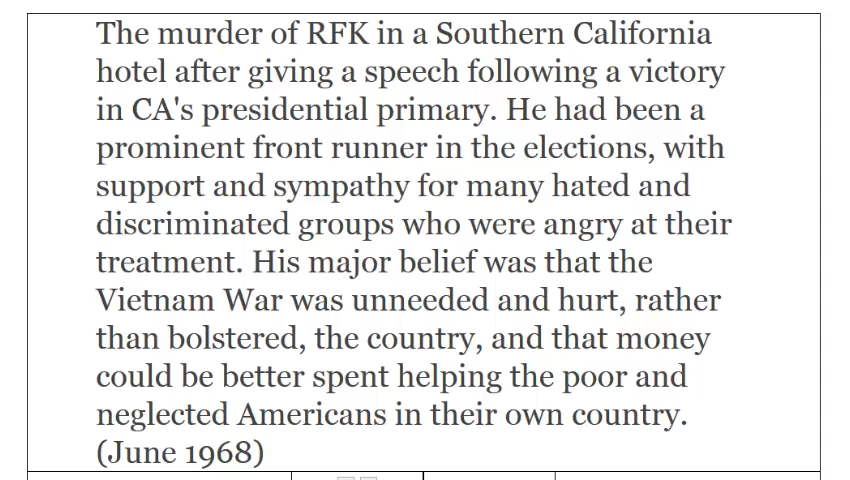 The murder of RFK in a Southern California
hotel after giving a speech following a victory
in CA's presidential primary. He had been a
prominent front runner in the elections, with
support and sympathy for many hated and
discriminated groups who were angry at their
treatment. His major belief was that the
Vietnam War was unneeded and hurt, rather
than bolstered, the country, and that money
could be better spent helping the poor and
neglected Americans in their own country.
(June 1968)